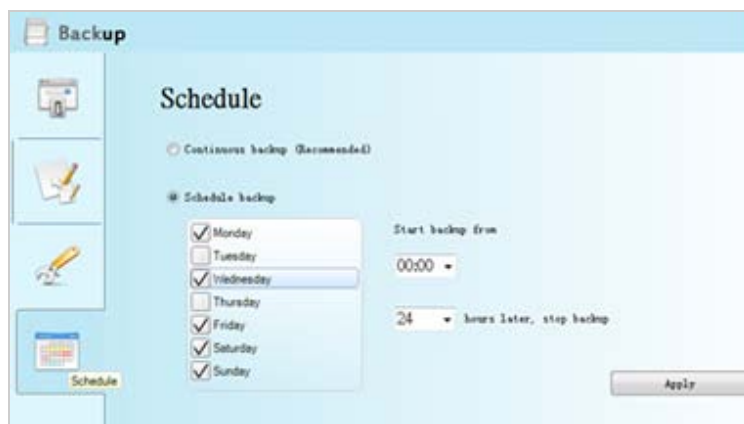 Backup
Schedule
Continuous backup (Recommended)
Schedule backup
Monday
Tuesday
Wednesday
Thursday
Friday
Saturday
Sunday
Start backup from
00:00
24 hours later, stop backup
Schedule
Apply